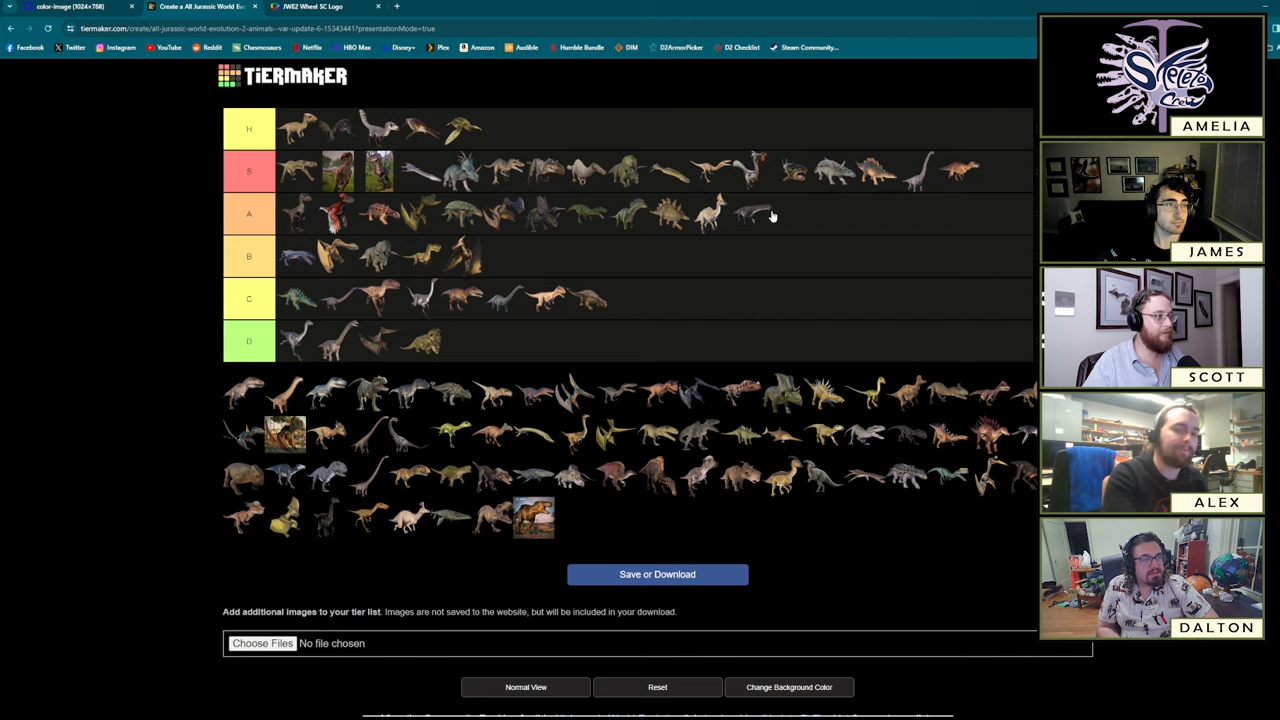 color-image (1024×768)
Create a All Jurassic World Evo
JWE2 Wheel SC Logo
tiermaker.com/create/all-jurassic-world-evolution-2-animals--var-update-6-15343441?presentationMode=true
Facebook Twitter Instagram YouTube Reddit Chasmosaurs Netflix HBO Max Disney+ Plex Amazon Audible Humble Bundle DIM D2ArmorPicker D2 Checklist Steam Community...
TiERMAKER
H
S
A
B
C
D
Save or Download
Add additional images to your tier list. Images are not saved to the website, but will be included in your download.
Choose Files No file chosen
Normal View
Reset
Change Background Color
Skeleton
Crew
AMELIA
JAMES
SCOTT
ALEX
DALTON